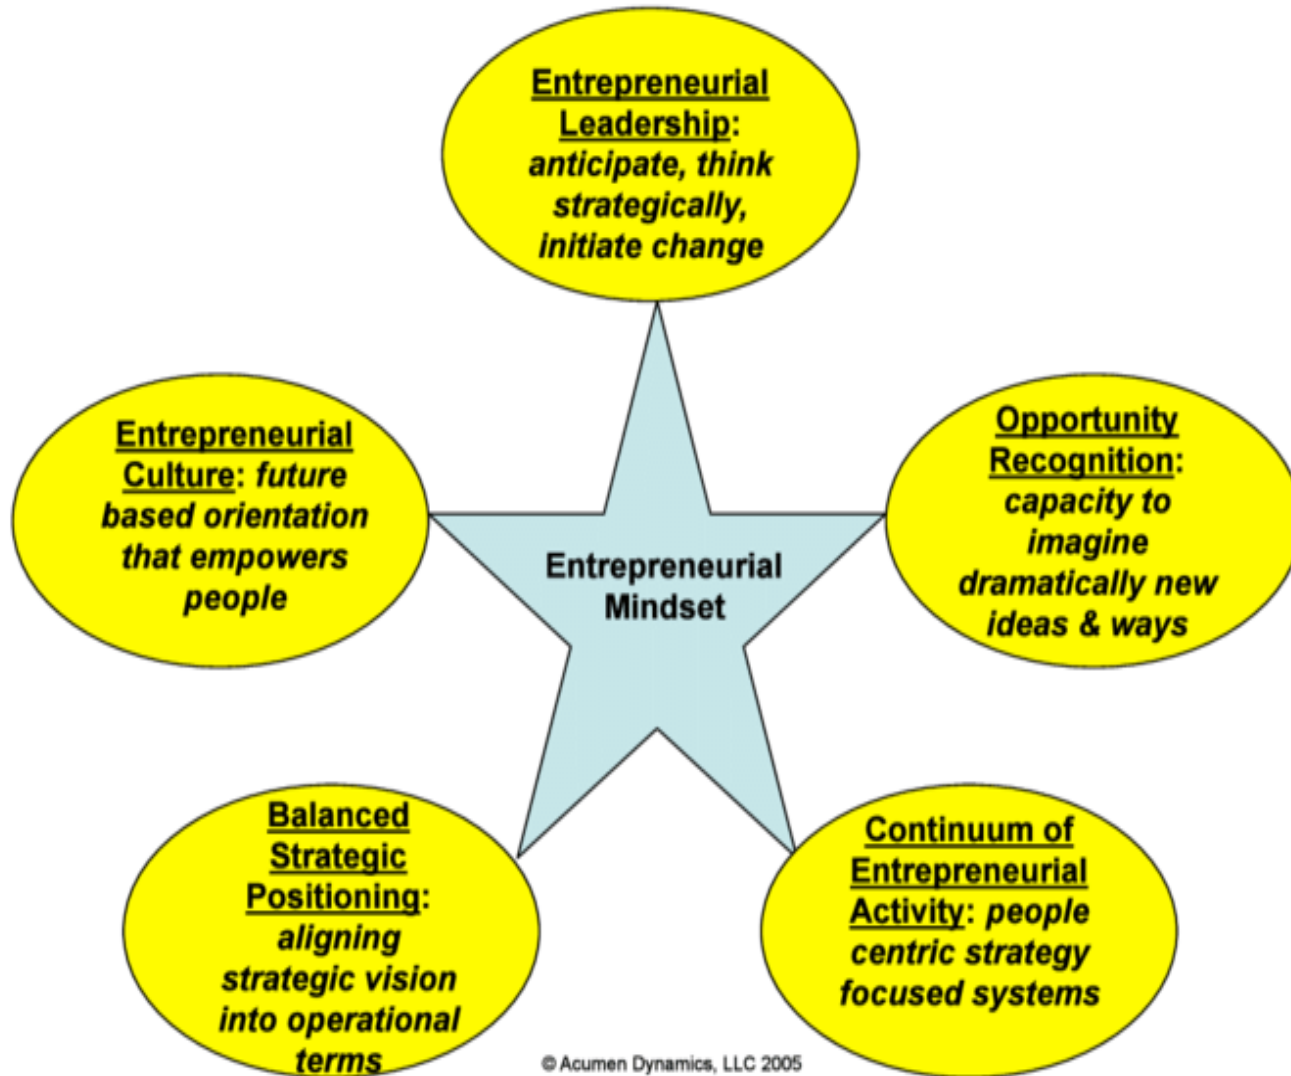 Entrepreneurial
Leadership:
anticipate, think
strategically,
initiate change
Entrepreneurial
Culture: future
based orientation
that empowers
people
Opportunity
Recognition:
capacity to
imagine
dramatically new
ideas & ways
Entrepreneurial
Mindset
Balanced
Strategic
Positioning:
aligning
strategic vision
into operational
terms
Continuum of
Entrepreneurial
Activity: people
centric strategy
focused systems
© Acumen Dynamics, LLC 2005